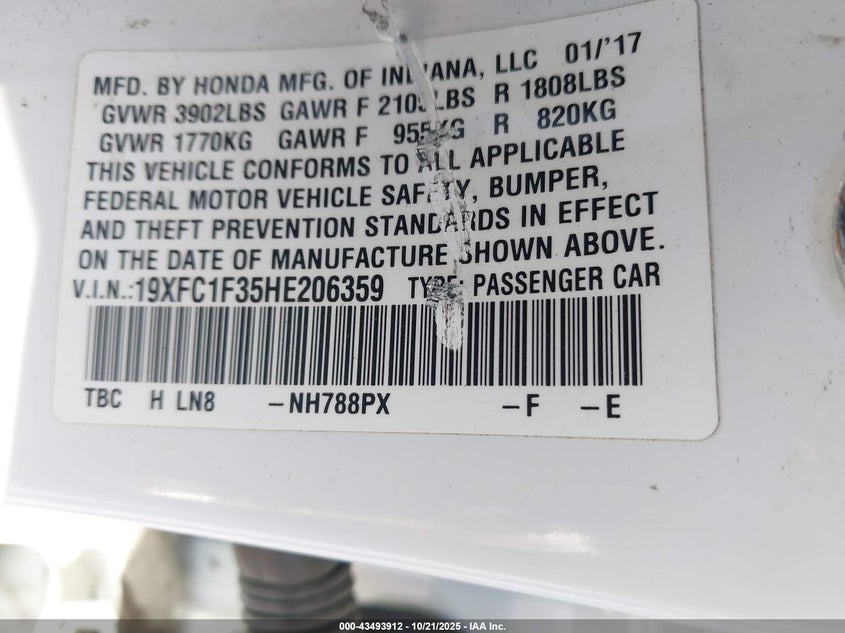 MFD. BY HONDA MFG. OF INDIANA, LLC 01/'17
GVWR 3902LBS GAWR F 2105LBS R 1808LBS
GVWR 1770KG GAWR F 955KG R 820KG
THIS VEHICLE CONFORMS TO ALL APPLICABLE
FEDERAL MOTOR VEHICLE SAFETY, BUMPER,
AND THEFT PREVENTION STANDARDS IN EFFECT
ON THE DATE OF MANUFACTURE SHOWN ABOVE.
V.I.N.:19XFC1F35HE206359 TYPE: PASSENGER CAR
TBC H LN8 -NH788PX -F -E
000-43493912 - 10/21/2025 - IAA Inc.